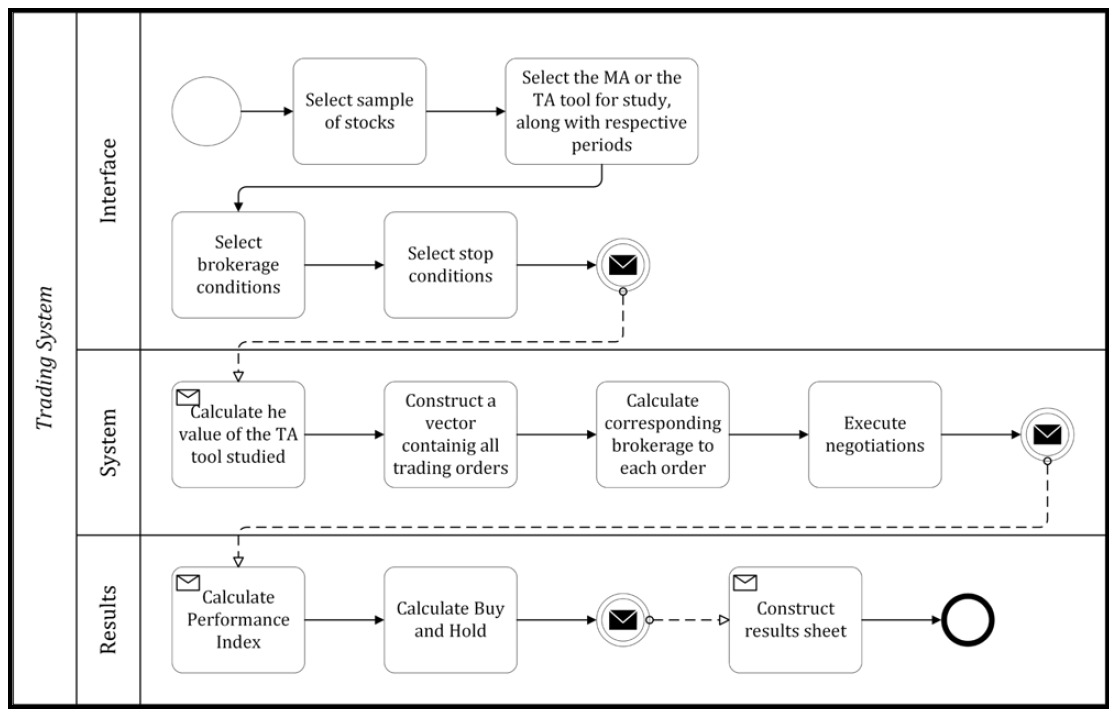 Trading System
Interface
Select sample
of stocks
Select the MA or the
TA tool for study,
along with respective
periods
Select
brokerage
conditions
Select stop
conditions
System
Calculate he
value of the TA
tool studied
Construct a
vector
containig all
trading orders
Calculate
corresponding
brokerage to
each order
Execute
negotiations
Results
Calculate
Performance
Index
Calculate Buy
and Hold
Construct
results sheet